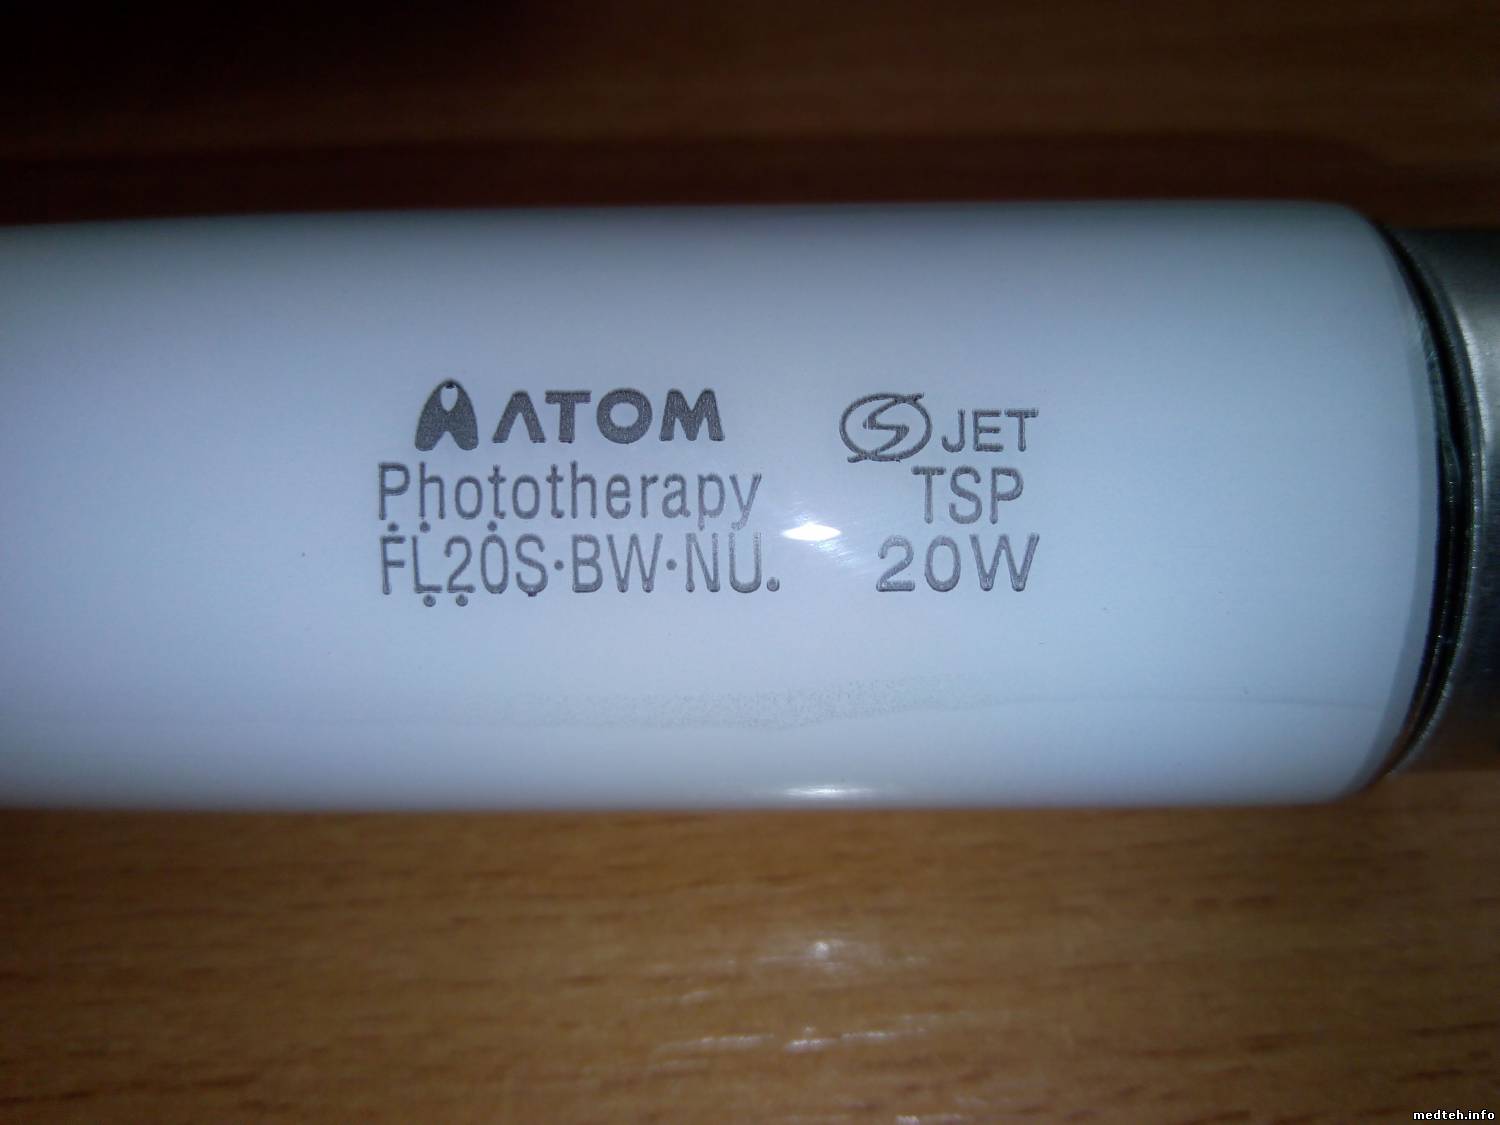 ATOM
Phototherapy
FL20S·BW·NU.
JET
TSP
20W
medteh.info